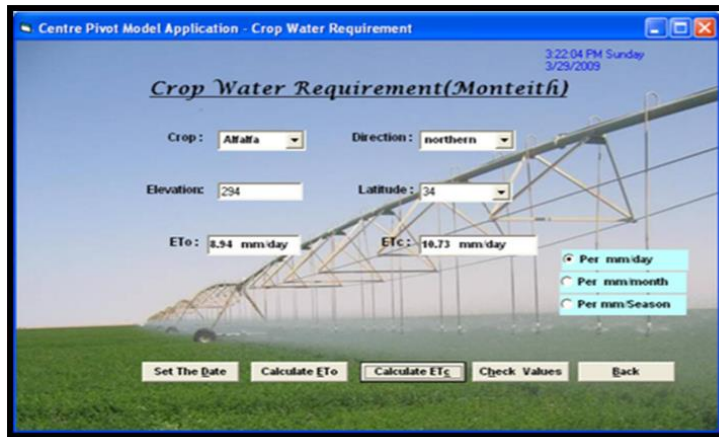 Centre Pivot Model Application - Crop Water Requirement
3:22:04 PM Sunday
3/29/2009
Crop Water Requirement(Monteith)
Crop : Alfalfa Direction : northern
Elevation: 294 Latitude : 34
ETo : 8.94 mm/day ETc : 10.73 mm/day
Per mm/day
Per mm/month
Per mm/Season
Set The Date Calculate ETo Calculate ETc Check Values Back